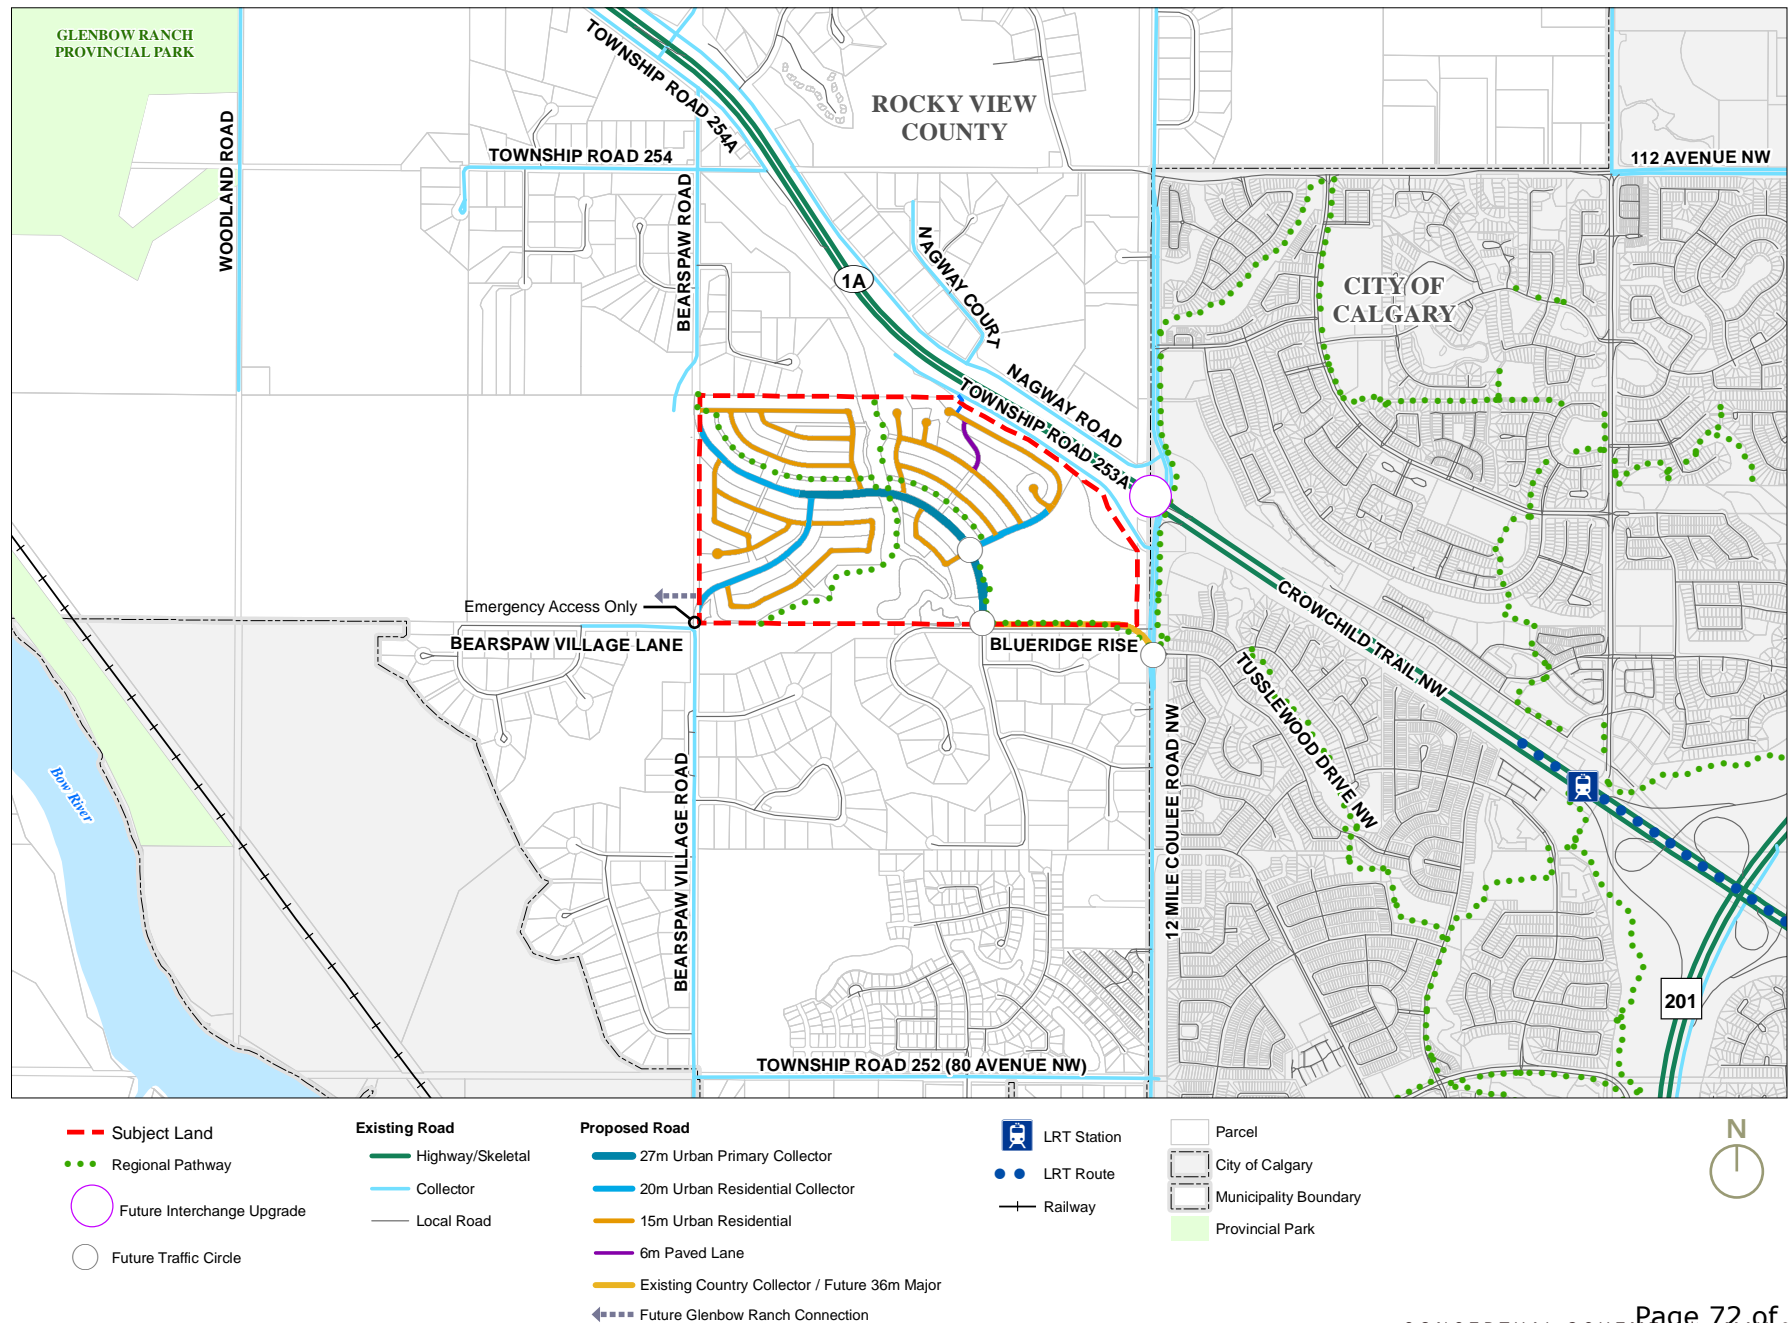 GLENBOW RANCH
PROVINCIAL PARK
WOODLAND ROAD
TOWNSHIP ROAD 254A
TOWNSHIP ROAD 254
BEARSPAW ROAD
ROCKY VIEW
COUNTY
1A
NAGWAY COURT
NAGWAY ROAD
TOWNSHIP ROAD 253A
112 AVENUE NW
CITY OF
CALGARY
Emergency Access Only
BEARSPAW VILLAGE LANE
BLUERIDGE RISE
CROWCHILD TRAIL NW
TUSSLEWOOD DRIVE NW
12 MILE COULEE ROAD NW
BEARSPAW VILLAGE ROAD
Bow River
TOWNSHIP ROAD 252 (80 AVENUE NW)
201
Subject Land
Regional Pathway
Future Interchange Upgrade
Future Traffic Circle
Existing Road
Highway/Skeletal
Collector
Local Road
Proposed Road
27m Urban Primary Collector
20m Urban Residential Collector
15m Urban Residential
6m Paved Lane
Existing Country Collector / Future 36m Major
Future Glenbow Ranch Connection
LRT Station
LRT Route
Railway
Parcel
City of Calgary
Municipality Boundary
Provincial Park
N
Page 72 of